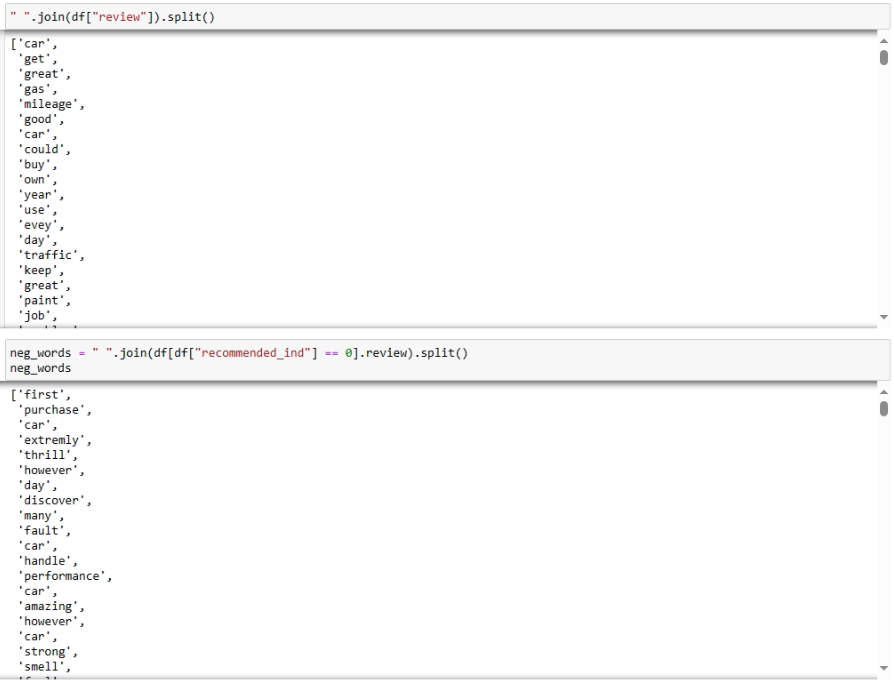 " ".join(df["review"]).split()
['car',
'get',
'great',
'gas',
'mileage',
'good',
'car',
'could',
'buy',
'own',
'year',
'use',
'evey',
'day',
'traffic',
'keep',
'great',
'paint',
'job',
neg_words = " ".join(df[df["recommended_ind"] == 0].review).split()
neg_words
['first',
'purchase',
'car',
'extremly',
'thrill',
'however',
'day',
'discover',
'many',
'fault',
'car',
'handle',
'performance',
'car',
'amazing',
'however',
'car',
'strong',
'smell',